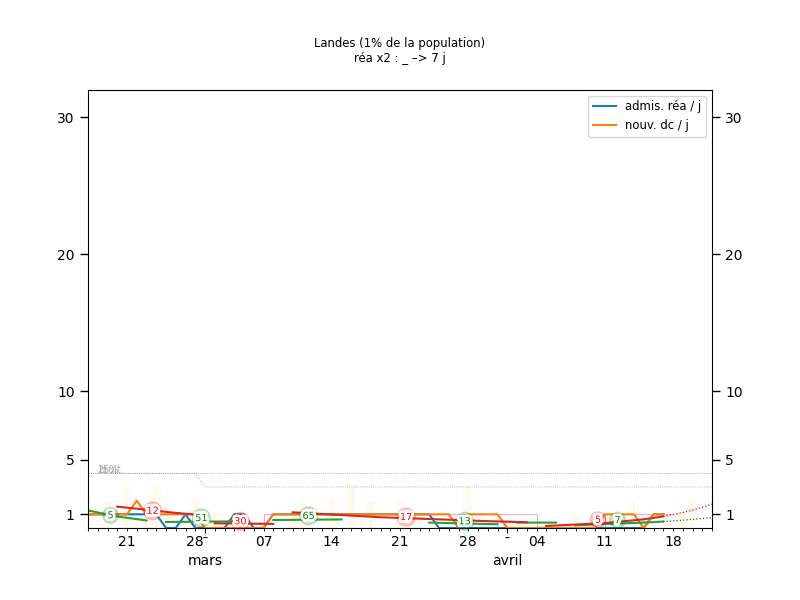 Landes (1% de la population)
réa x2 : _ –> 7 j
admis. réa / j
nouv. dc / j
30 30
20 20
10 10
5 5
1 1
5 12 51 30 65 17 13 5 7
21 28 07 14 21 28 - 04 11 18
mars avril